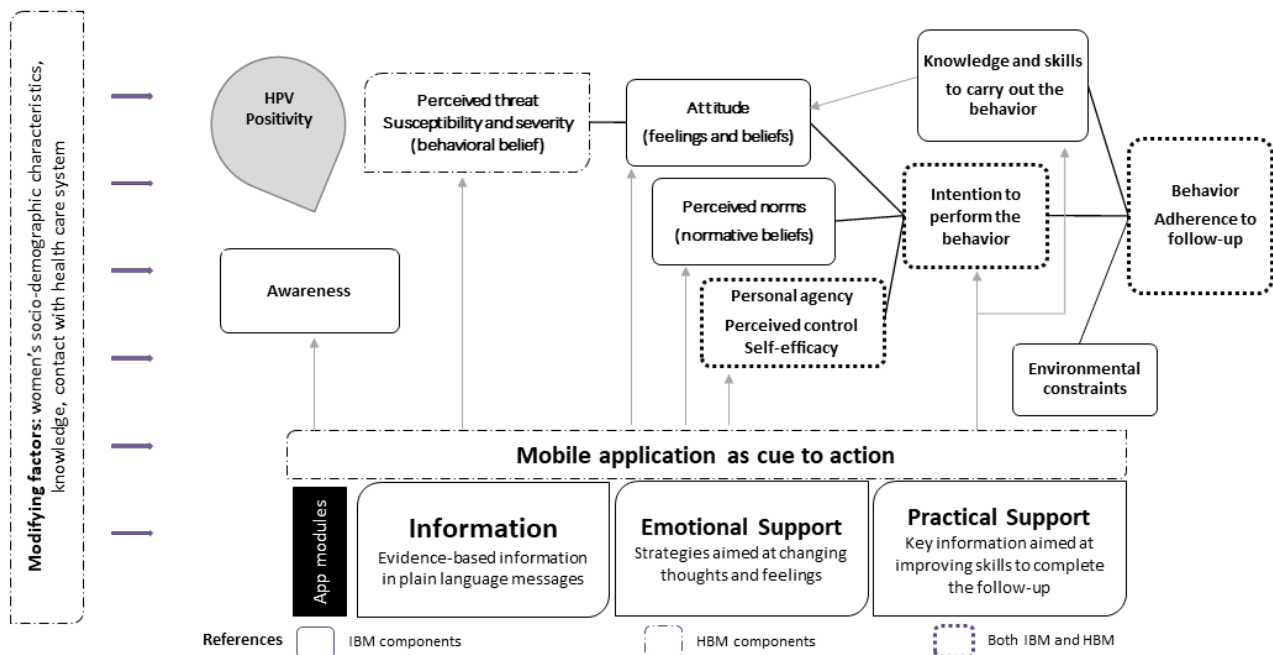 Modifying factors: women's socio-demographic characteristics,
knowledge, contact with health care system
HPV
Positivity
Awareness
Perceived threat
Susceptibility and severity
(behavioral belief)
Attitude
(feelings and beliefs)
Perceived norms
(normative beliefs)
Personal agency
Perceived control
Self-efficacy
Knowledge and skills
to carry out the
behavior
Intention to
perform the
behavior
Behavior
Adherence to
follow-up
Environmental
constraints
Mobile application as cue to action
App modules
Information
Evidence-based information
in plain language messages
Emotional Support
Strategies aimed at changing
thoughts and feelings
Practical Support
Key information aimed at
improving skills to complete
the follow-up
References
IBM components
HBM components
Both IBM and HBM